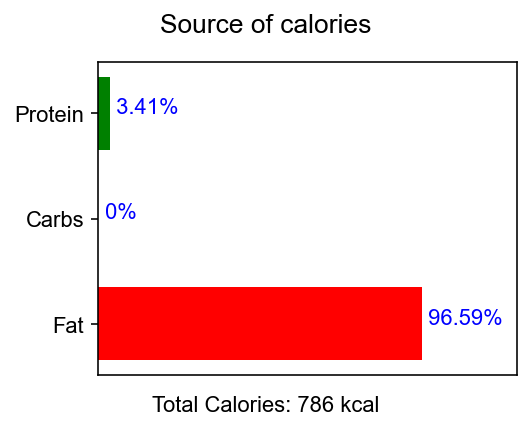 Source of calories
Protein
3.41%
Carbs
0%
Fat
96.59%
Total Calories: 786 kcal